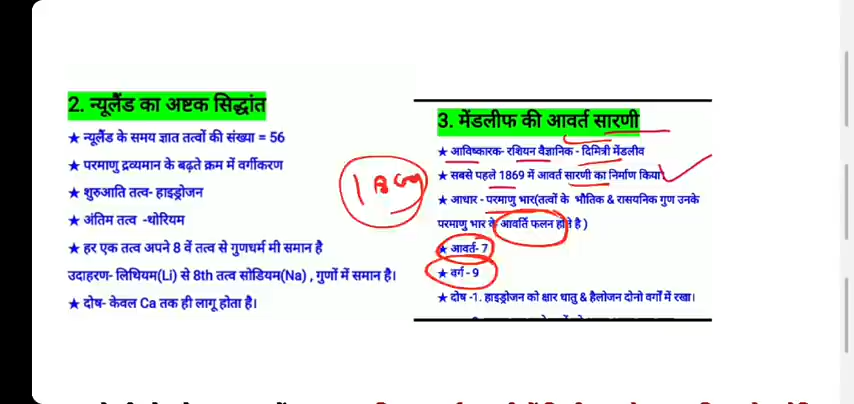 2. न्यूलैंड का अष्टक सिद्धांत
★ न्यूलैंड के समय ज्ञात तत्वों की संख्या = 56
★ परमाणु द्रव्यमान के बढ़ते क्रम में वर्गीकरण
★ शुरुआति तत्व- हाइड्रोजन
★ अंतिम तत्व -थोरियम
★ हर एक तत्व अपने 8 वें तत्व से गुणधर्म मी समान है
उदाहरण- लिथियम(Li) से 8th तत्व सोडियम(Na) , गुणों में समान है।
★ दोष- केवल Ca तक ही लागू होता है।
3. मेंडलीफ की आवर्त सारणी
★ आविष्कारक- रशियन वैज्ञानिक - दिमित्री मेंडलीव
★ सबसे पहले 1869 में आवर्त सारणी का निर्माण किया
★ आधार - परमाणु भार(तत्वों के भौतिक & रासयनिक गुण उनके
परमाणु भार के आवर्ति फलन होते है )
★ आवर्त- 7
★ वर्ग - 9
★ दोष -1. हाइड्रोजन को क्षार धातु & हैलोजन दोनो वर्गों में रखा।